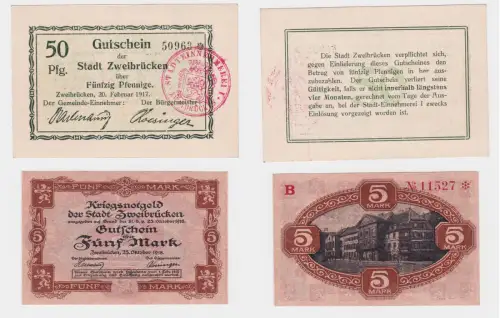 50
Pfg.
Gutschein
der
Stadt Zweibrücken
über
Fünfzig Pfennige.
Zweibrücken, 20. Februar 1917.
Der Gemeinde-Einnehmer: Der Bürgermeister
50963 *
Die Stadt Zweibrücken verpflichtet sich,
gegen Einlieferung dieses Gutscheines den
Betrag von fünfzig Pfennigen in bar aus-
zubezahlen. Der Gutschein verliert seine
Gültigkeit, falls er nicht innerhalb längstens
vier Monaten, gerechnet vom Tage der Aus-
gabe an, bei der Stadt-Einnehmerei I zwecks
Einlösung vorgezeigt worden ist.
FÜNF MARK
5 5
Kriegsnotgeld
der Stadt Zweibrücken
Gutschein
über
Fünf Mark
Zweibrücken, 23. Oktober 1918.
5 5
FÜNF MARK
B
№ 11527 *
5
MARK
5
MARK
5
MARK
5
MARK